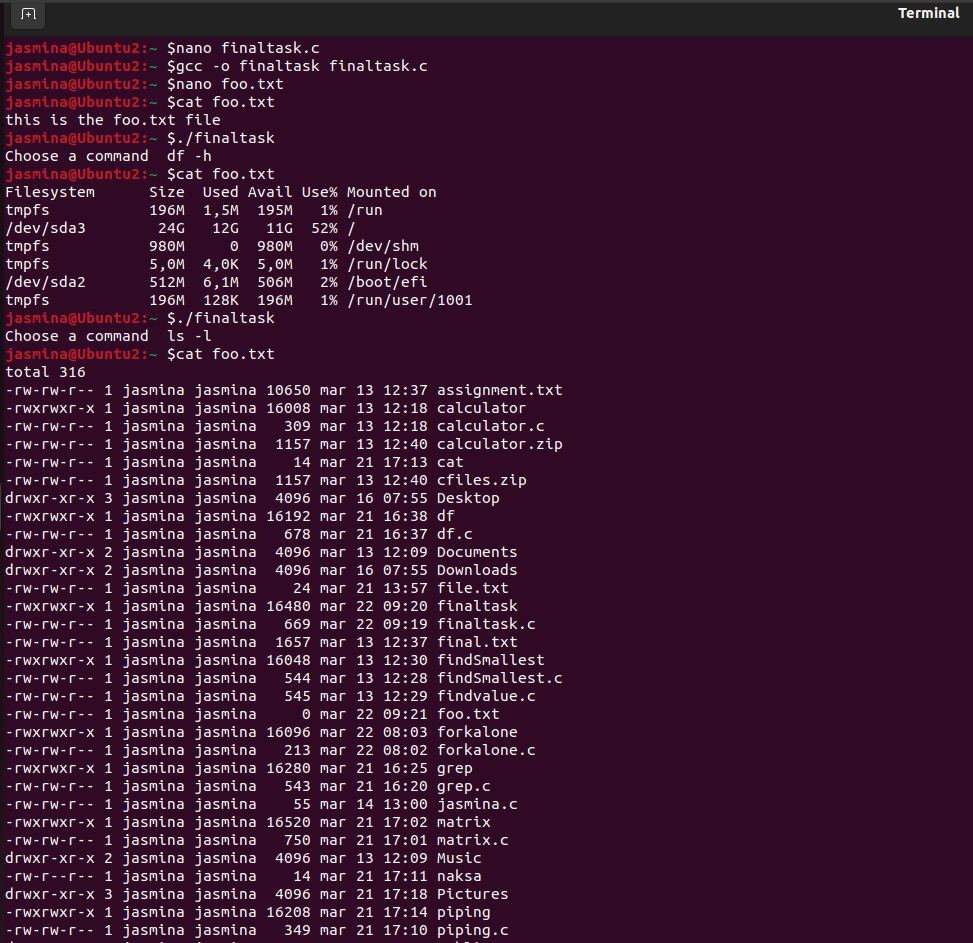 Terminal
jasmina@Ubuntu2:~ $nano finaltask.c
jasmina@Ubuntu2:~ $gcc -o finaltask finaltask.c
jasmina@Ubuntu2:~ $nano foo.txt
jasmina@Ubuntu2:~ $cat foo.txt
this is the foo.txt file
jasmina@Ubuntu2:~ $./finaltask
Choose a command  df -h
jasmina@Ubuntu2:~ $cat foo.txt
Filesystem      Size  Used Avail Use% Mounted on
tmpfs           196M  1,5M  195M   1% /run
/dev/sda3        24G   12G   11G  52% /
tmpfs           980M     0  980M   0% /dev/shm
tmpfs           5,0M  4,0K  5,0M   1% /run/lock
/dev/sda2       512M  6,1M  506M   2% /boot/efi
tmpfs           196M  128K  196M   1% /run/user/1001
jasmina@Ubuntu2:~ $./finaltask
Choose a command  ls -l
jasmina@Ubuntu2:~ $cat foo.txt
total 316
-rw-rw-r-- 1 jasmina jasmina 10650 mar 13 12:37 assignment.txt
-rwxrwxr-x 1 jasmina jasmina 16008 mar 13 12:18 calculator
-rw-rw-r-- 1 jasmina jasmina   309 mar 13 12:18 calculator.c
-rw-rw-r-- 1 jasmina jasmina  1157 mar 13 12:40 calculator.zip
-rw-rw-r-- 1 jasmina jasmina    14 mar 21 17:13 cat
-rw-rw-r-- 1 jasmina jasmina  1157 mar 13 12:40 cfiles.zip
drwxr-xr-x 3 jasmina jasmina  4096 mar 16 07:55 Desktop
-rwxrwxr-x 1 jasmina jasmina 16192 mar 21 16:38 df
-rw-rw-r-- 1 jasmina jasmina   678 mar 21 16:37 df.c
drwxr-xr-x 2 jasmina jasmina  4096 mar 13 12:09 Documents
drwxr-xr-x 2 jasmina jasmina  4096 mar 16 07:55 Downloads
-rw-rw-r-- 1 jasmina jasmina    24 mar 21 13:57 file.txt
-rwxrwxr-x 1 jasmina jasmina 16480 mar 22 09:20 finaltask
-rw-rw-r-- 1 jasmina jasmina   669 mar 22 09:19 finaltask.c
-rw-rw-r-- 1 jasmina jasmina  1657 mar 13 12:37 final.txt
-rwxrwxr-x 1 jasmina jasmina 16048 mar 13 12:30 findSmallest
-rw-rw-r-- 1 jasmina jasmina   544 mar 13 12:28 findSmallest.c
-rw-rw-r-- 1 jasmina jasmina   545 mar 13 12:29 findvalue.c
-rw-rw-r-- 1 jasmina jasmina     0 mar 22 09:21 foo.txt
-rwxrwxr-x 1 jasmina jasmina 16096 mar 22 08:03 forkalone
-rw-rw-r-- 1 jasmina jasmina   213 mar 22 08:02 forkalone.c
-rwxrwxr-x 1 jasmina jasmina 16280 mar 21 16:25 grep
-rw-rw-r-- 1 jasmina jasmina   543 mar 21 16:20 grep.c
-rw-rw-r-- 1 jasmina jasmina    55 mar 14 13:00 jasmina.c
-rwxrwxr-x 1 jasmina jasmina 16520 mar 21 17:02 matrix
-rw-rw-r-- 1 jasmina jasmina   750 mar 21 17:01 matrix.c
drwxr-xr-x 2 jasmina jasmina  4096 mar 13 12:09 Music
-rw-r--r-- 1 jasmina jasmina    14 mar 21 17:11 naksa
drwxr-xr-x 3 jasmina jasmina  4096 mar 21 17:18 Pictures
-rwxrwxr-x 1 jasmina jasmina 16208 mar 21 17:14 piping
-rw-rw-r-- 1 jasmina jasmina   349 mar 21 17:10 piping.c